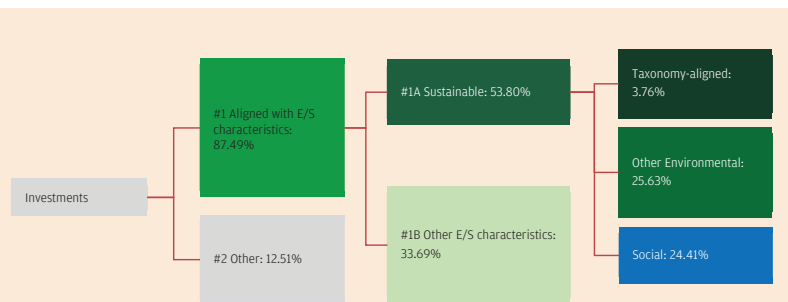 Investments
#1 Aligned with E/S
characteristics:
87.49%
#2 Other: 12.51%
#1A Sustainable: 53.80%
#1B Other E/S characteristics:
33.69%
Taxonomy-aligned:
3.76%
Other Environmental:
25.63%
Social: 24.41%